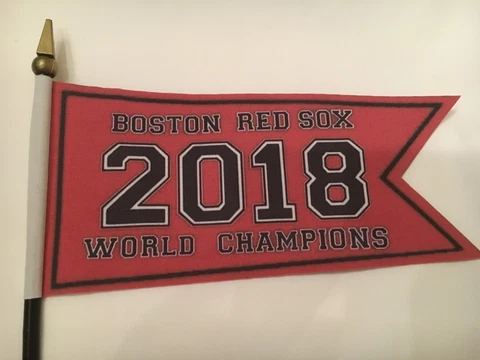 BOSTON RED SOX
2018
WORLD CHAMPIONS